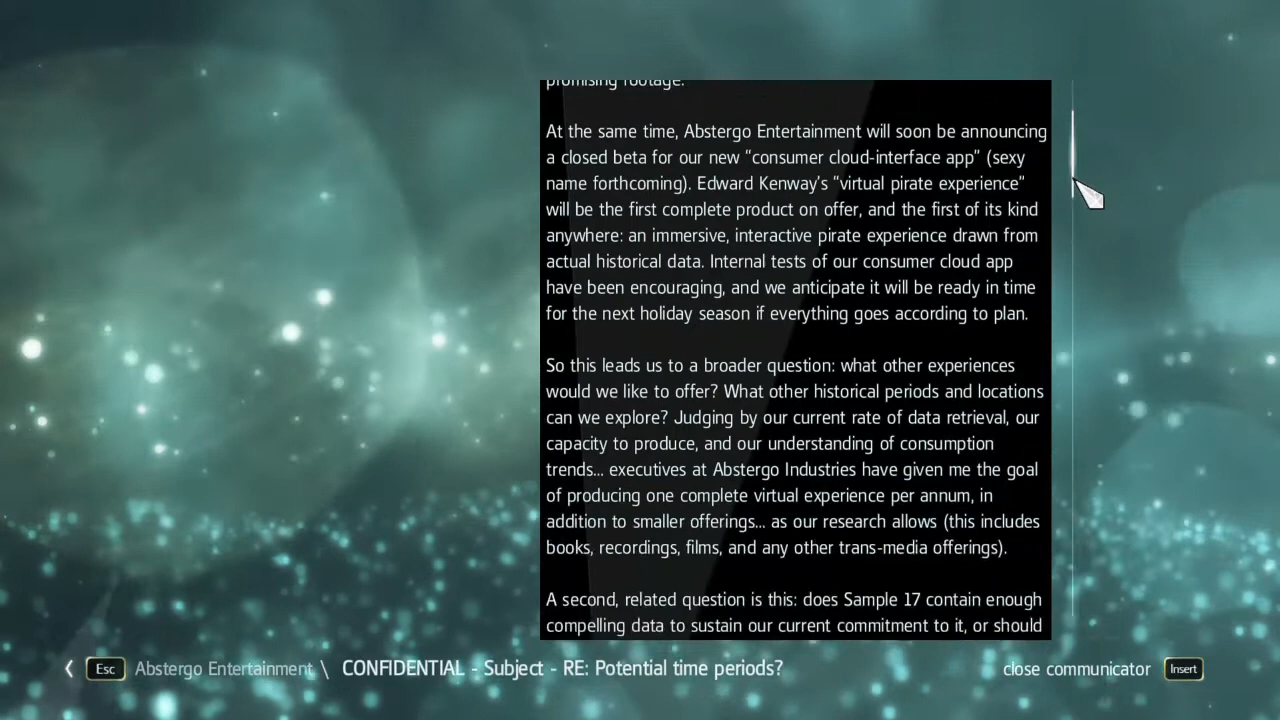 promising footage.
At the same time, Abstergo Entertainment will soon be announcing
a closed beta for our new “consumer cloud-interface app” (sexy
name forthcoming). Edward Kenway’s “virtual pirate experience”
will be the first complete product on offer, and the first of its kind
anywhere: an immersive, interactive pirate experience drawn from
actual historical data. Internal tests of our consumer cloud app
have been encouraging, and we anticipate it will be ready in time
for the next holiday season if everything goes according to plan.
So this leads us to a broader question: what other experiences
would we like to offer? What other historical periods and locations
can we explore? Judging by our current rate of data retrieval, our
capacity to produce, and our understanding of consumption
trends... executives at Abstergo Industries have given me the goal
of producing one complete virtual experience per annum, in
addition to smaller offerings... as our research allows (this includes
books, recordings, films, and any other trans-media offerings).
A second, related question is this: does Sample 17 contain enough
compelling data to sustain our current commitment to it, or should
Esc Abstergo Entertainment \ CONFIDENTIAL - Subject - RE: Potential time periods? close communicator Insert